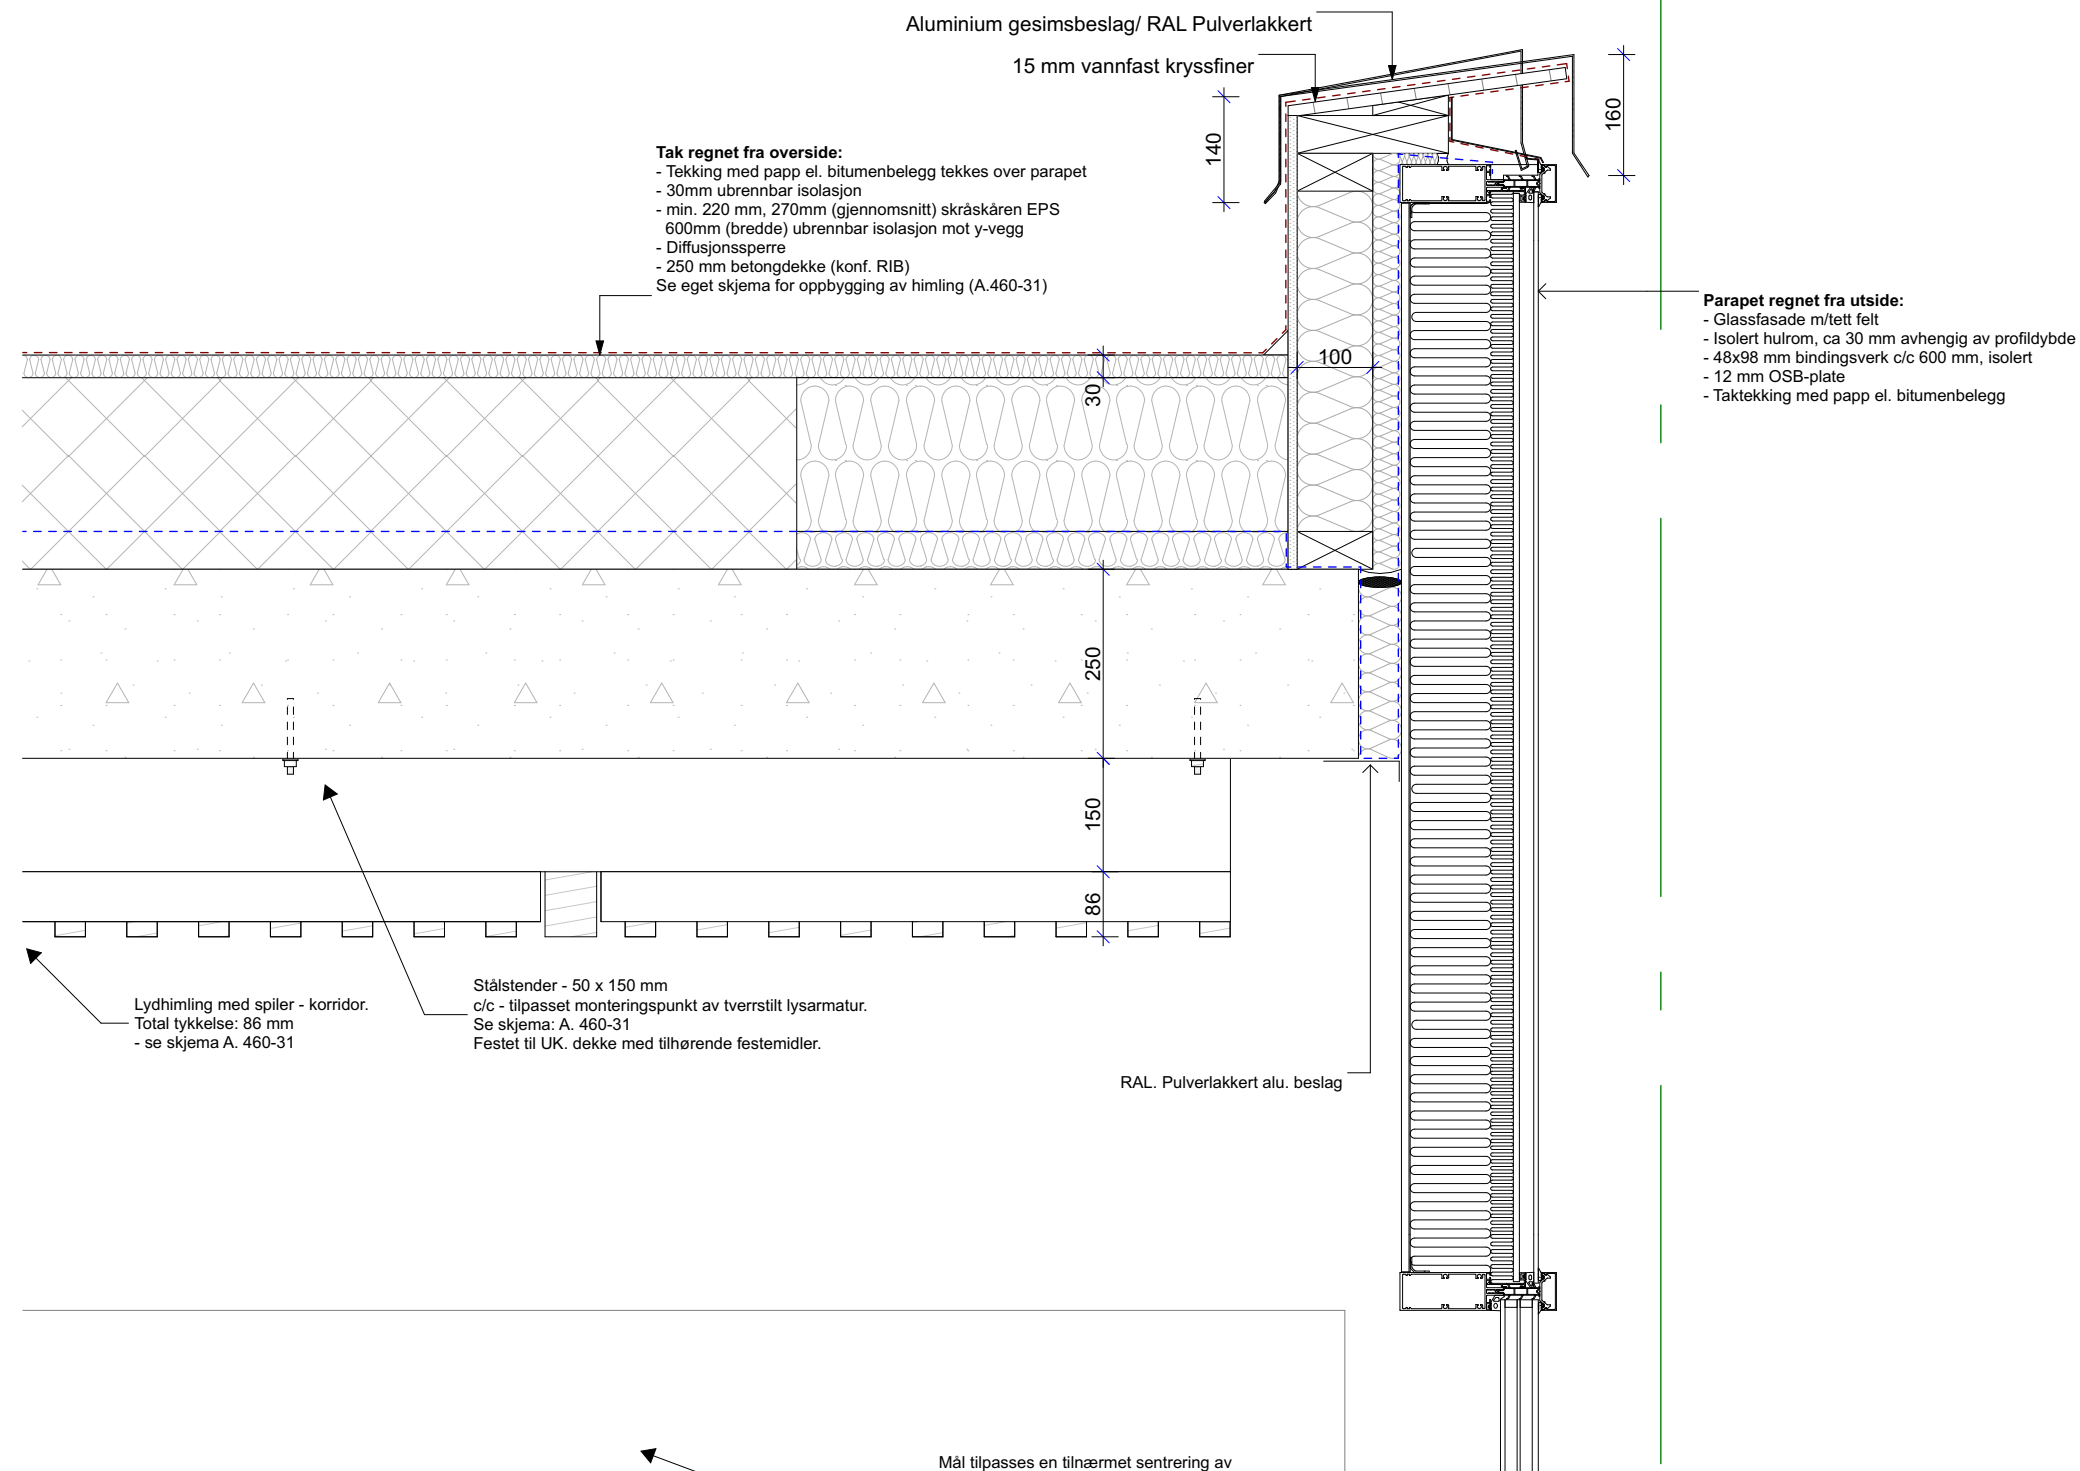 Aluminium gesimsbeslag/ RAL Pulverlakkert
15 mm vannfast kryssfiner
160
140
Tak regnet fra overside:
- Tekking med papp el. bitumenbelegg tekkes over parapet
- 30mm ubrennbar isolasjon
- min. 220 mm, 270mm (gjennomsnitt) skråskåren EPS
600mm (bredde) ubrennbar isolasjon mot y-vegg
- Diffusjonssperre
- 250 mm betongdekke (konf. RIB)
Se eget skjema for oppbygging av himling (A.460-31)
Parapet regnet fra utside:
- Glassfasade m/tett felt
- Isolert hulrom, ca 30 mm avhengig av profildybde
- 48x98 mm bindingsverk c/c 600 mm, isolert
- 12 mm OSB-plate
- Taktekking med papp el. bitumenbelegg
100
30
250
150
86
Lydhimling med spiler - korridor.
Total tykkelse: 86 mm
- se skjema A. 460-31
Stålstender - 50 x 150 mm
c/c - tilpasset monteringspunkt av tverrstilt lysarmatur.
Se skjema: A. 460-31
Festet til UK. dekke med tilhørende festemidler.
RAL. Pulverlakkert alu. beslag
Mål tilpasses en tilnærmet sentrering av